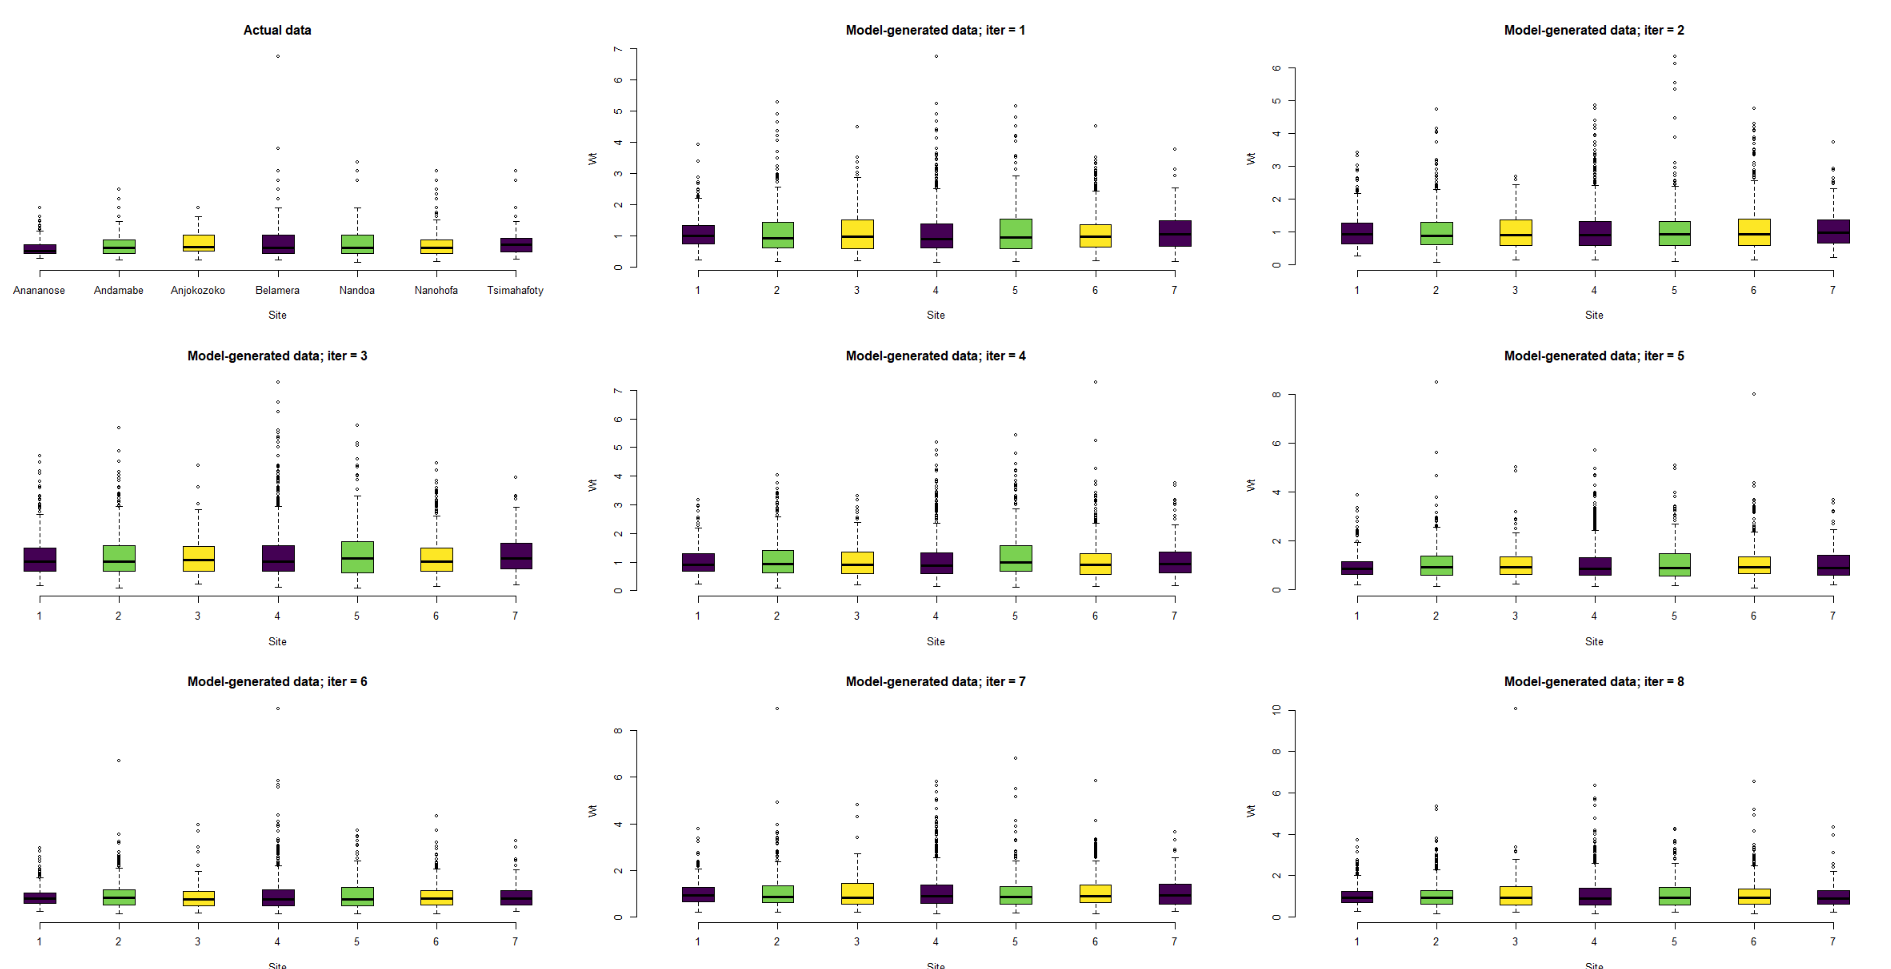 Actual data
Anananose Andamabe Anjokozoko Belamera Nandoa Nanohofa Tsimahafoty
Site
Model-generated data; iter = 1
Wt
7
6
5
4
3
2
1
0
1 2 3 4 5 6 7
Site
Model-generated data; iter = 2
Wt
6
5
4
3
2
1
0
1 2 3 4 5 6 7
Site
Model-generated data; iter = 3
1 2 3 4 5 6 7
Site
Model-generated data; iter = 4
Wt
7
6
5
4
3
2
1
0
1 2 3 4 5 6 7
Site
Model-generated data; iter = 5
Wt
8
6
4
2
0
1 2 3 4 5 6 7
Site
Model-generated data; iter = 6
1 2 3 4 5 6 7
Site
Model-generated data; iter = 7
Wt
8
6
4
2
0
1 2 3 4 5 6 7
Site
Model-generated data; iter = 8
Wt
10
8
6
4
2
0
1 2 3 4 5 6 7
Site